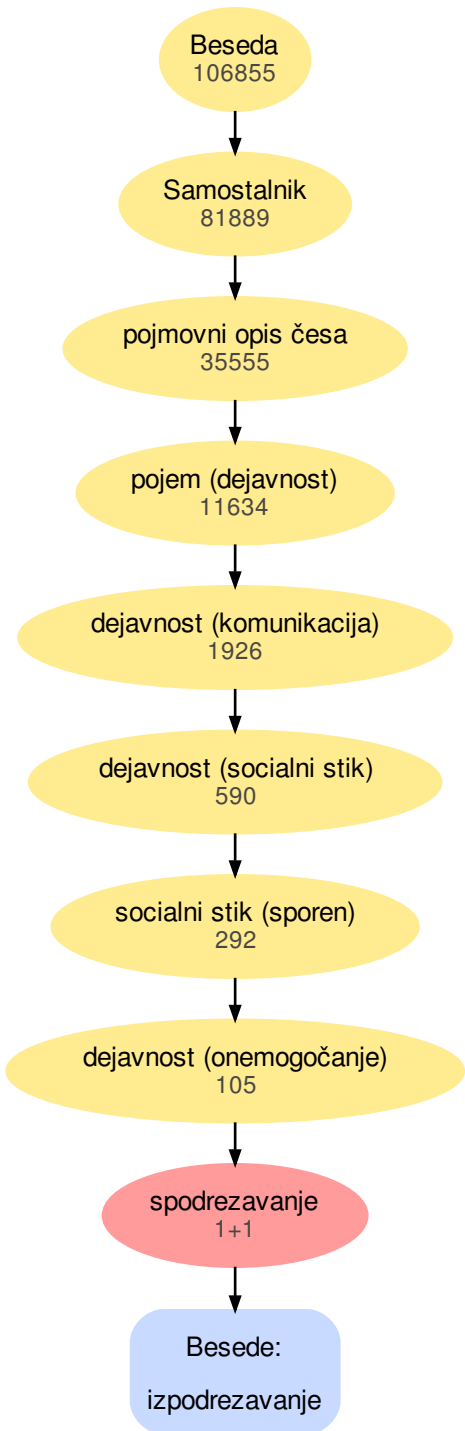 Beseda
106855
Samostalnik
81889
pojmovni opis česa
35555
pojem (dejavnost)
11634
dejavnost (komunikacija)
1926
dejavnost (socialni stik)
590
socialni stik (sporen)
292
dejavnost (onemogočanje)
105
spodrezavanje
1+1
Besede:
izpodrezavanje